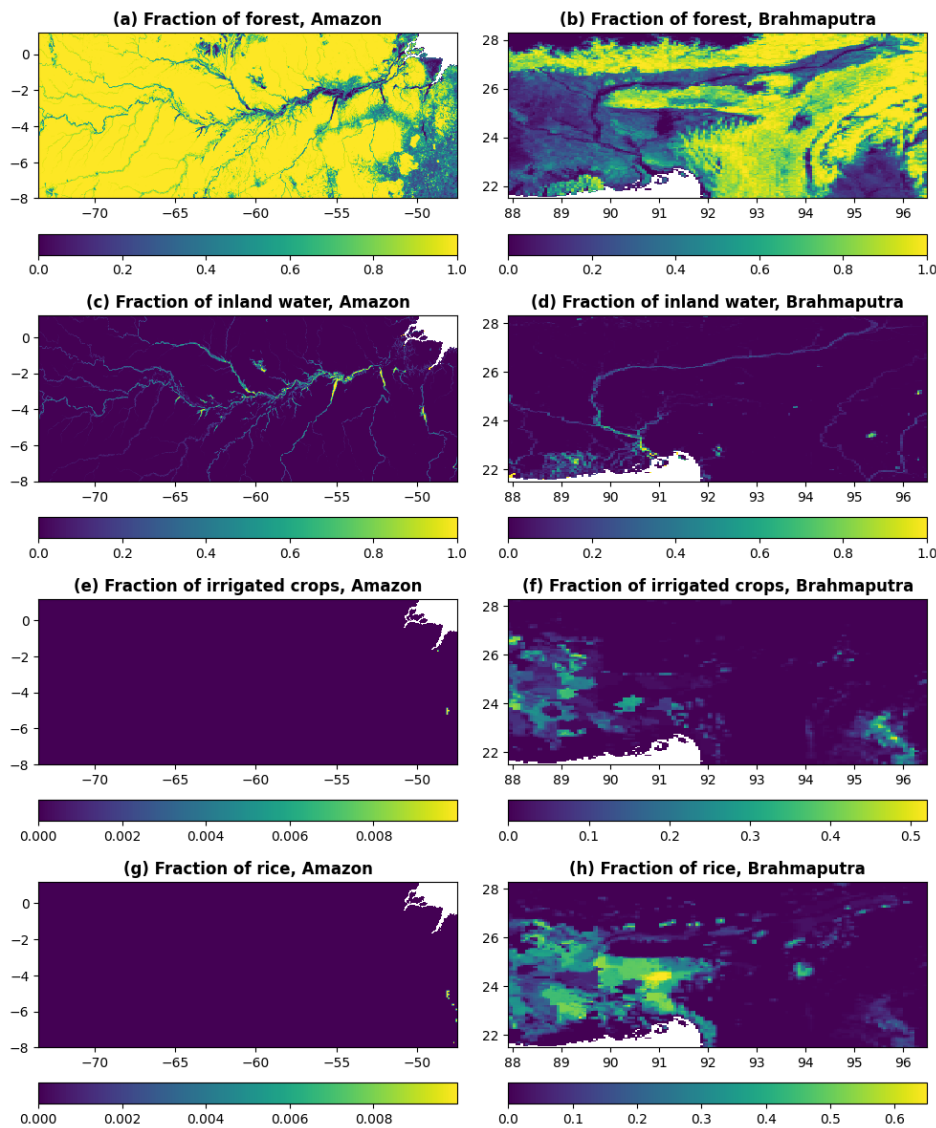 (a) Fraction of forest, Amazon
(b) Fraction of forest, Brahmaputra
0
−2
−4
−6
−8
−70 −65 −60 −55 −50
28
26
24
22
88 89 90 91 92 93 94 95 96
0.0 0.2 0.4 0.6 0.8 1.0
0.0 0.2 0.4 0.6 0.8 1.0
(c) Fraction of inland water, Amazon
(d) Fraction of inland water, Brahmaputra
0
−2
−4
−6
−8
−70 −65 −60 −55 −50
28
26
24
22
88 89 90 91 92 93 94 95 96
0.0 0.2 0.4 0.6 0.8 1.0
0.0 0.2 0.4 0.6 0.8 1.0
(e) Fraction of irrigated crops, Amazon
(f) Fraction of irrigated crops, Brahmaputra
0
−2
−4
−6
−8
−70 −65 −60 −55 −50
28
26
24
22
88 89 90 91 92 93 94 95 96
0.000 0.002 0.004 0.006 0.008
0.0 0.1 0.2 0.3 0.4 0.5
(g) Fraction of rice, Amazon
(h) Fraction of rice, Brahmaputra
0
−2
−4
−6
−8
−70 −65 −60 −55 −50
28
26
24
22
88 89 90 91 92 93 94 95 96
0.000 0.002 0.004 0.006 0.008
0.0 0.1 0.2 0.3 0.4 0.5 0.6